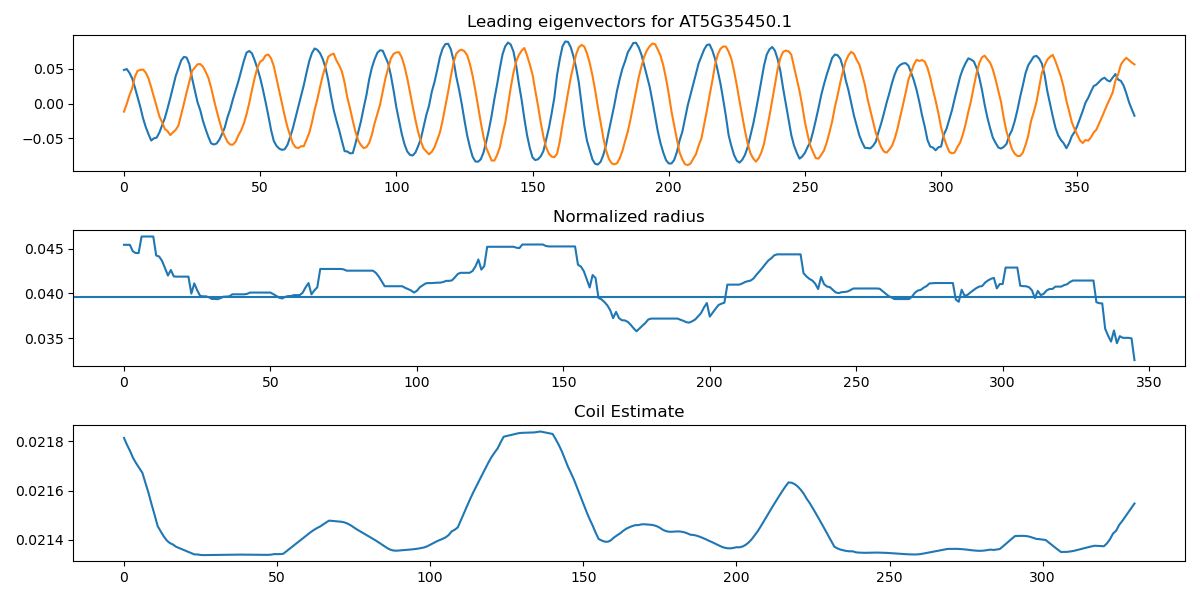 Leading eigenvectors for AT5G35450.1
0.05
0.00
−0.05
0 50 100 150 200 250 300 350
Normalized radius
0.045
0.040
0.035
0 50 100 150 200 250 300 350
Coil Estimate
0.0218
0.0216
0.0214
0 50 100 150 200 250 300